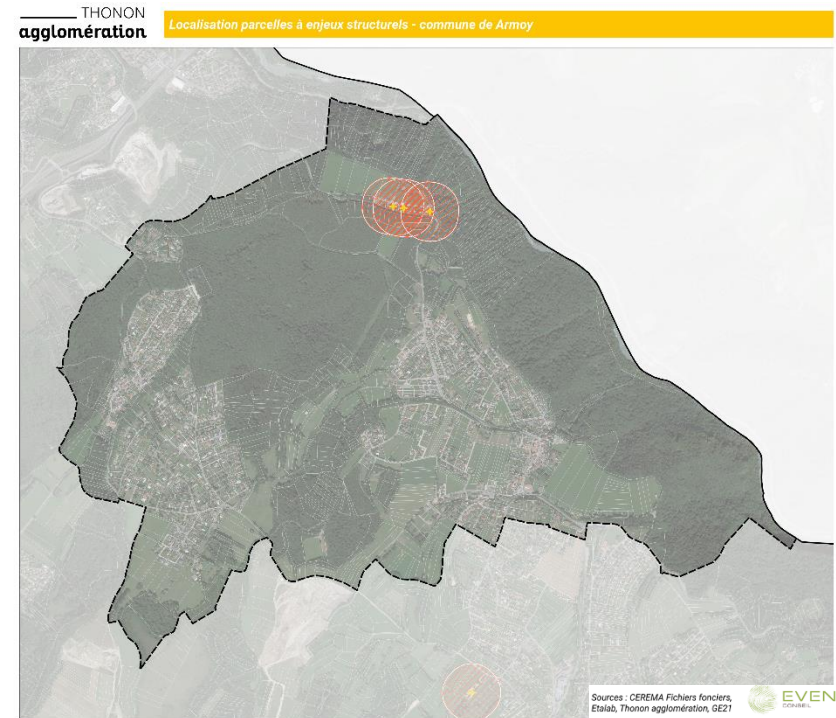 THONON
agglomération
Localisation parcelles à enjeux structurels - commune de Armoy
Sources : CEREMA Fichiers fonciers,
Etalab, Thonon agglomération, GE21
EVEN
CONSEIL